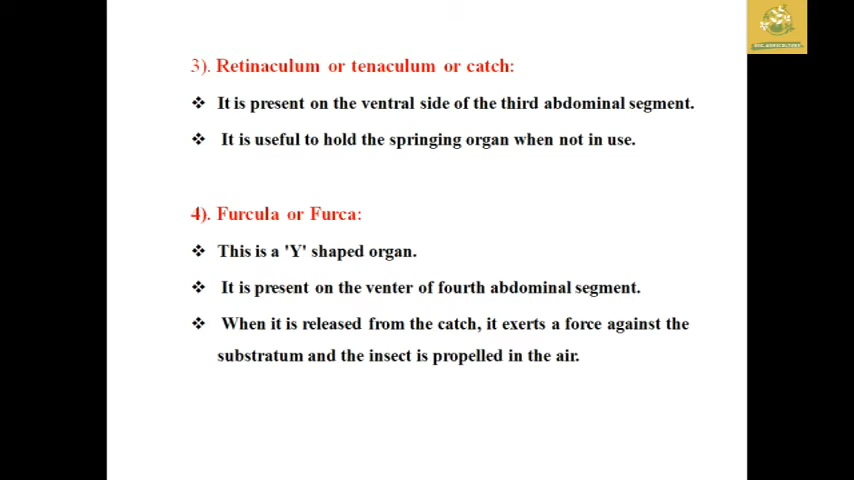 3). Retinaculum or tenaculum or catch:
❖ It is present on the ventral side of the third abdominal segment.
❖ It is useful to hold the springing organ when not in use.
4). Furcula or Furca:
❖ This is a 'Y' shaped organ.
❖ It is present on the venter of fourth abdominal segment.
❖ When it is released from the catch, it exerts a force against the
substratum and the insect is propelled in the air.